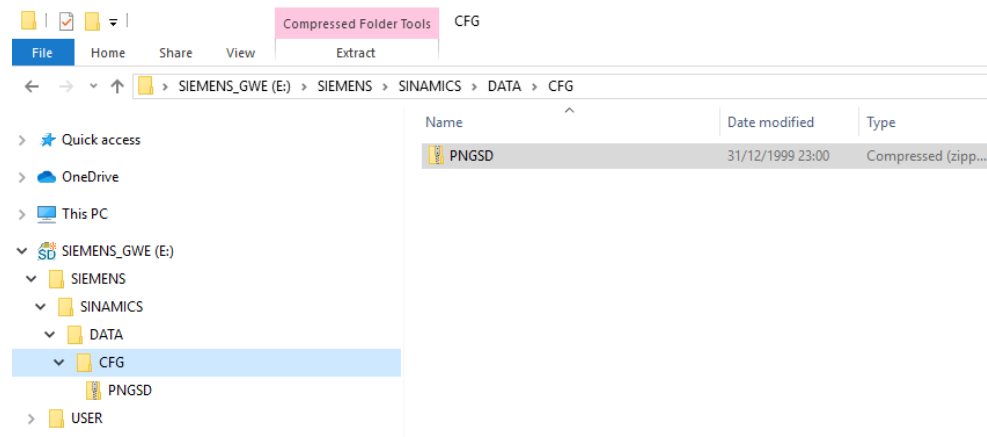 Compressed Folder Tools CFG
File Home Share View Extract
SIEMENS_GWE (E:) > SIEMENS > SINAMICS > DATA > CFG
Name Date modified Type
Quick access
PNGSD 31/12/1999 23:00 Compressed (zipp...
OneDrive
This PC
SD SIEMENS_GWE (E:)
SIEMENS
SINAMICS
DATA
CFG
PNGSD
USER